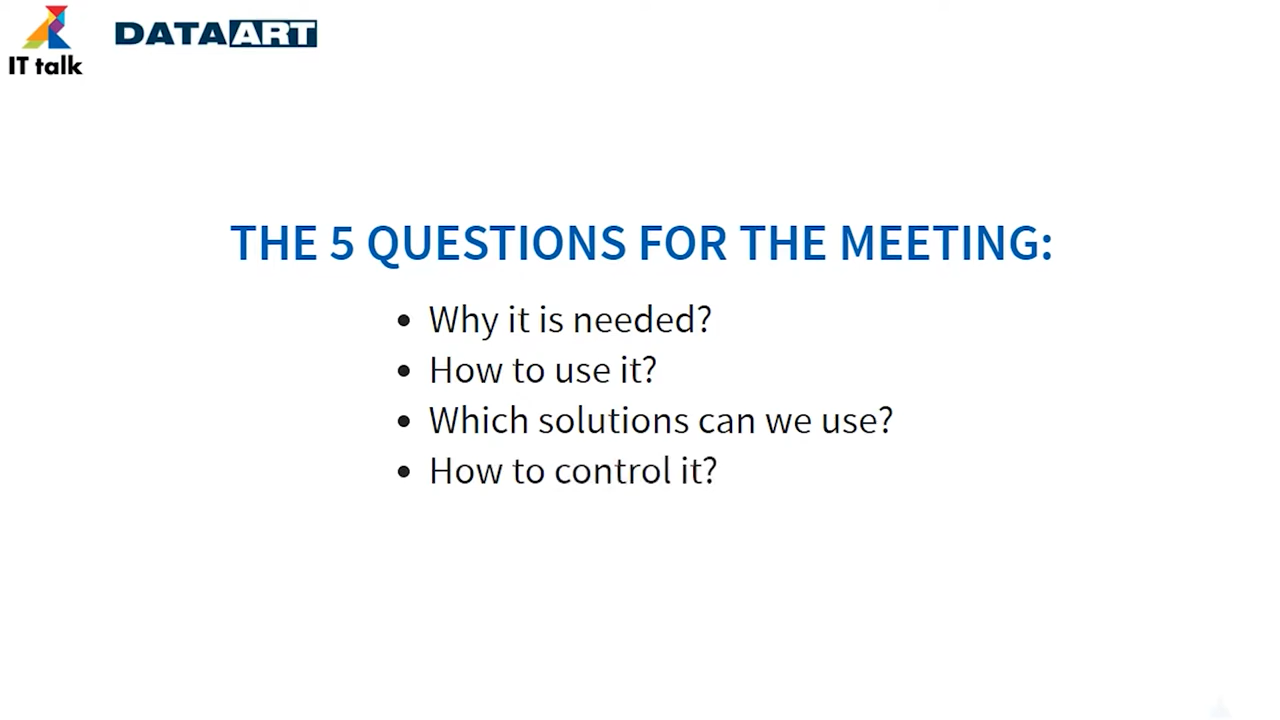 IT talk
DATAART
THE 5 QUESTIONS FOR THE MEETING:
• Why it is needed?
• How to use it?
• Which solutions can we use?
• How to control it?